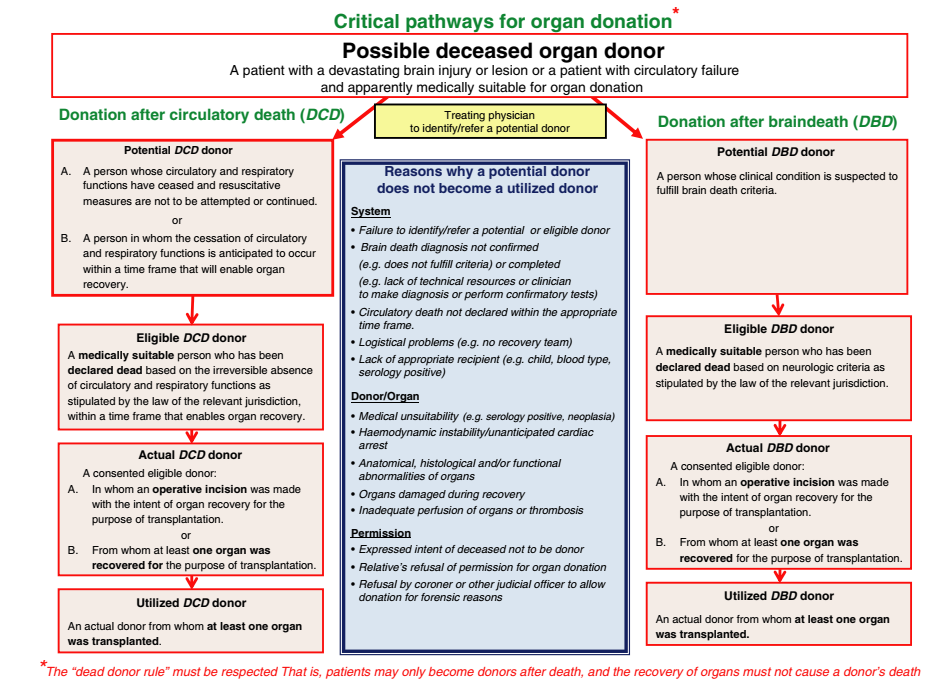 Critical pathways for organ donation*
Possible deceased organ donor
A patient with a devastating brain injury or lesion or a patient with circulatory failure
and apparently medically suitable for organ donation
Donation after circulatory death (DCD)
Treating physician
to identify/refer a potential donor
Donation after braindeath (DBD)
Potential DCD donor
A. A person whose circulatory and respiratory
functions have ceased and resuscitative
measures are not to be attempted or continued.
or
B. A person in whom the cessation of circulatory
and respiratory functions is anticipated to occur
within a time frame that will enable organ
recovery.
Eligible DCD donor
A medically suitable person who has been
declared dead based on the irreversible absence
of circulatory and respiratory functions as
stipulated by the law of the relevant jurisdiction,
within a time frame that enables organ recovery.
Actual DCD donor
A consented eligible donor:
A. In whom an operative incision was made
with the intent of organ recovery for the
purpose of transplantation.
or
B. From whom at least one organ was
recovered for the purpose of transplantation.
Utilized DCD donor
An actual donor from whom at least one organ
was transplanted.
Reasons why a potential donor
does not become a utilized donor
System
• Failure to identify/refer a potential or eligible donor
• Brain death diagnosis not confirmed
(e.g. does not fulfill criteria) or completed
(e.g. lack of technical resources or clinician
to make diagnosis or perform confirmatory tests)
• Circulatory death not declared within the appropriate
time frame.
• Logistical problems (e.g. no recovery team)
• Lack of appropriate recipient (e.g. child, blood type,
serology positive)
Donor/Organ
• Medical unsuitability (e.g. serology positive, neoplasia)
• Haemodynamic instability/unanticipated cardiac
arrest
• Anatomical, histological and/or functional
abnormalities of organs
• Organs damaged during recovery
• Inadequate perfusion of organs or thrombosis
Permission
• Expressed intent of deceased not to be donor
• Relative's refusal of permission for organ donation
• Refusal by coroner or other judicial officer to allow
donation for forensic reasons
Potential DBD donor
A person whose clinical condition is suspected to
fulfill brain death criteria.
Eligible DBD donor
A medically suitable person who has been
declared dead based on neurologic criteria as
stipulated by the law of the relevant jurisdiction.
Actual DBD donor
A consented eligible donor:
A. In whom an operative incision was made
with the intent of organ recovery for the
purpose of transplantation.
or
B. From whom at least one organ was
recovered for the purpose of transplantation.
Utilized DBD donor
An actual donor from whom at least one organ
was transplanted.
*The “dead donor rule” must be respected That is, patients may only become donors after death, and the recovery of organs must not cause a donor's death